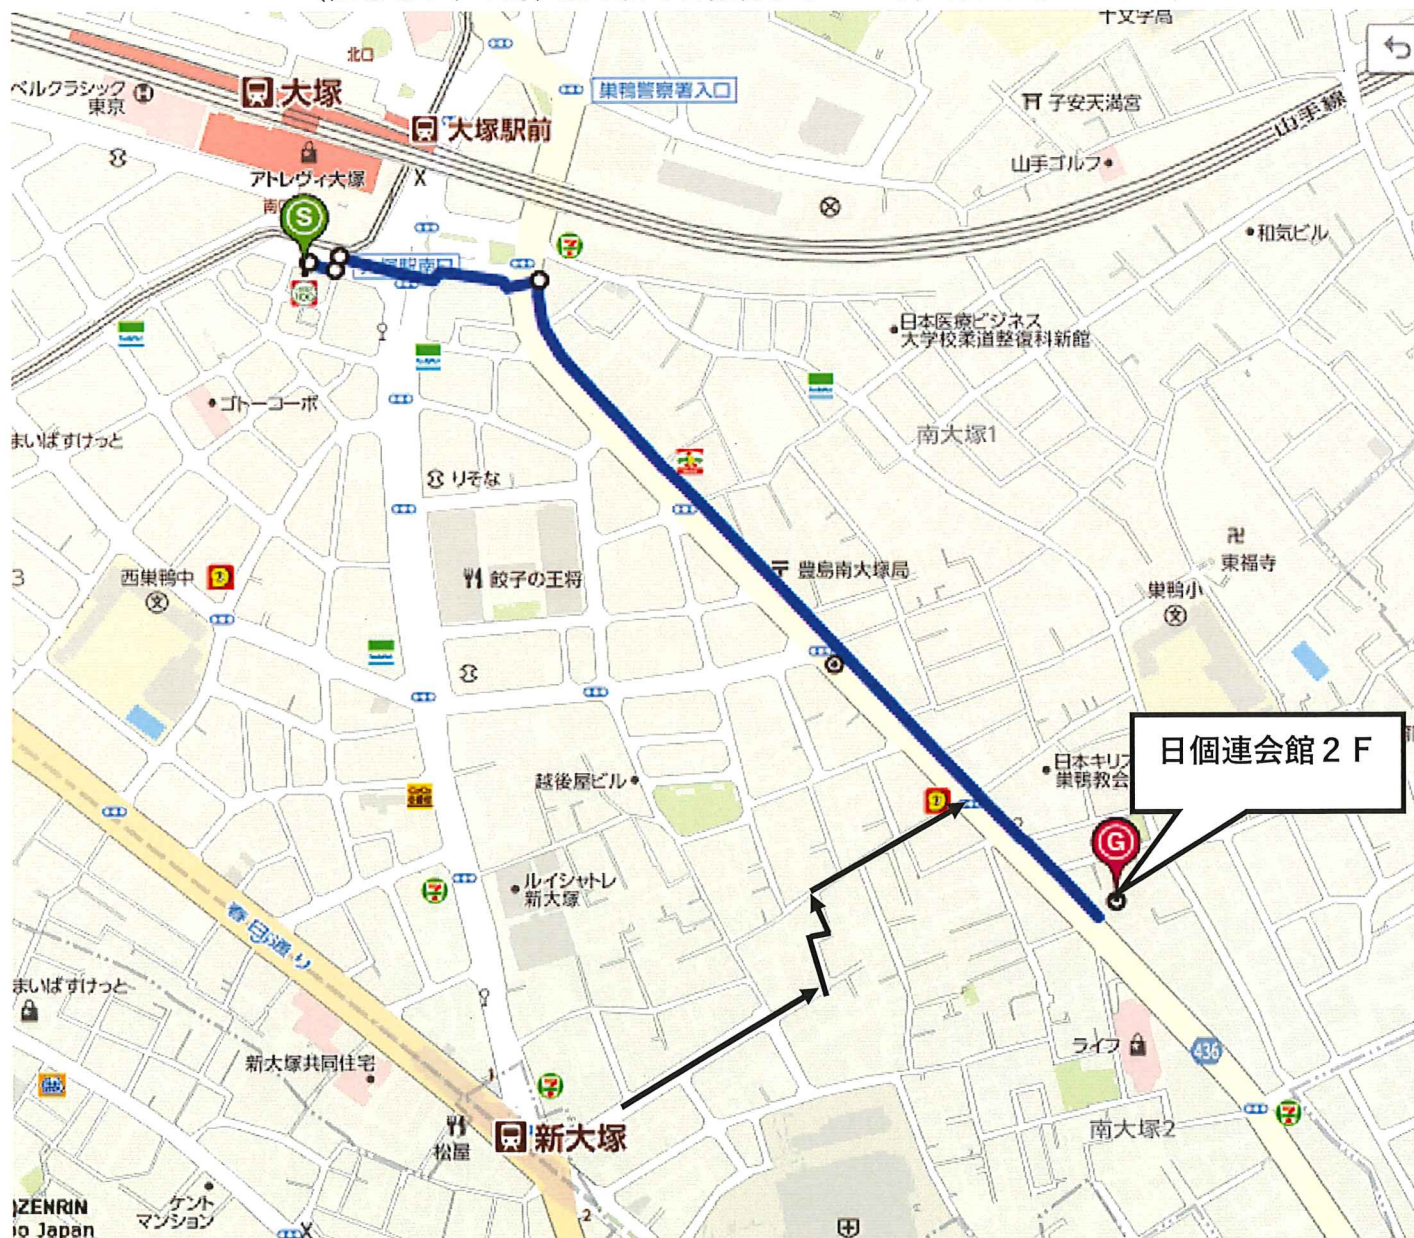 十文字局
北口
ベルクラシック
東京
大塚
大塚駅前
巣鴨警察署入口
子安天満宮
山手線
山手ゴルフ
アトレヴィ大塚
S
和気ビル
日本医療ビジネス
大学校柔道整復科新館
ゴトーコーポ
南大塚1
まいばすけっと
りそな
3
西巣鴨中
文
餃子の王将
豊島南大塚局
東福寺
巣鴨小
文
日個連会館２Ｆ
日本キリス
巣鴨教会
越後屋ビル
G
ルイシャトレ
新大塚
春日通り
まいばすけっと
新大塚共同住宅
ライフ
436
1
新大塚
松屋
南大塚2
ケント
マンション
2
ZENRIN
Japan